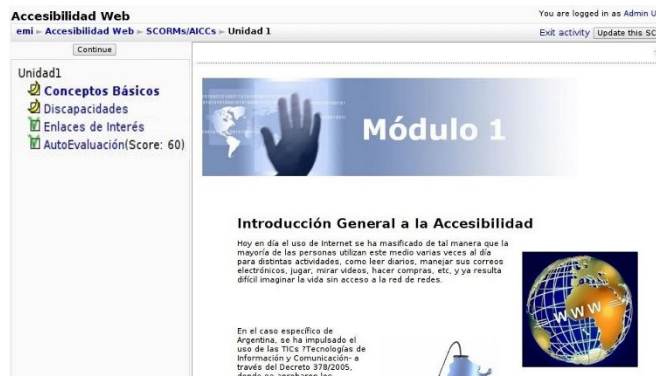 Accesibilidad Web
You are logged in as Admin U
emi ► Accesibilidad Web ► SCORMs/AICCs ► Unidad 1
Exit activity Update this SC
Continue
Unidad1
Conceptos Básicos
Discapacidades
Enlaces de Interés
AutoEvaluación(Score: 60)
Módulo 1
Introducción General a la Accesibilidad
Hoy en día el uso de Internet se ha masificado de tal manera que la
mayoría de las personas utilizan este medio varias veces al día
para distintas actividades, como leer diarios, manejar sus correos
electrónicos, jugar, mirar videos, hacer compras, etc, y ya resulta
difícil imaginar la vida sin acceso a la red de redes.
WWW
En el caso específico de
Argentina, se ha impulsado el
uso de las TICs ?Tecnologías de
Información y Comunicación- a
través del Decreto 378/2005,
donde se aprobaron los